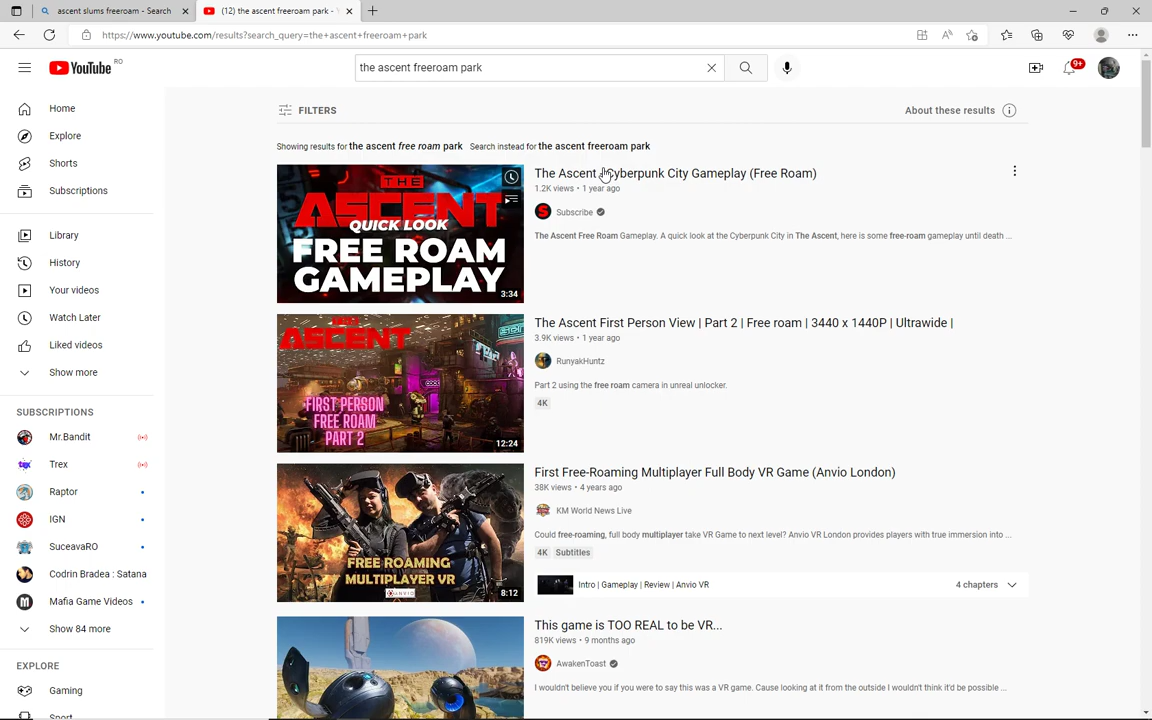 ascent slums freeroam - Search
(12) the ascent freeroam park -
https://www.youtube.com/results?search_query=the+ascent+freeroam+park
YouTube RO
the ascent freeroam park
9+
Home
Explore
Shorts
Subscriptions
Library
History
Your videos
Watch Later
Liked videos
Show more
SUBSCRIPTIONS
Mr.Bandit
Trex
Raptor
IGN
SuceavaRO
Codrin Bradea : Satana
Mafia Game Videos
Show 84 more
EXPLORE
Gaming
Sport
FILTERS
About these results
Showing results for the ascent free roam park Search instead for the ascent freeroam park
THE
ASCENT
QUICK LOOK
FREE ROAM
GAMEPLAY
3:34
The Ascent Cyberpunk City Gameplay (Free Roam)
1.2K views • 1 year ago
Subscribe
The Ascent Free Roam Gameplay. A quick look at the Cyberpunk City in The Ascent, here is some free-roam gameplay until death ...
ASCENT
FIRST PERSON
FREE ROAM
PART 2
12:24
The Ascent First Person View | Part 2 | Free roam | 3440 x 1440P | Ultrawide |
3.9K views • 1 year ago
RunyakHuntz
Part 2 using the free roam camera in unreal unlocker.
4K
FREE ROAMING
MULTIPLAYER VR
ANVIO
8:12
First Free-Roaming Multiplayer Full Body VR Game (Anvio London)
38K views • 4 years ago
KM World News Live
Could free-roaming, full body multiplayer take VR Game to next level? Anvio VR London provides players with true immersion into ...
4K Subtitles
Intro | Gameplay | Review | Anvio VR
4 chapters
This game is TOO REAL to be VR...
819K views • 9 months ago
AwakenToast
I wouldn't believe you if you were to say this was a VR game. Cause looking at it from the outside I wouldn't think it'd be possible ...